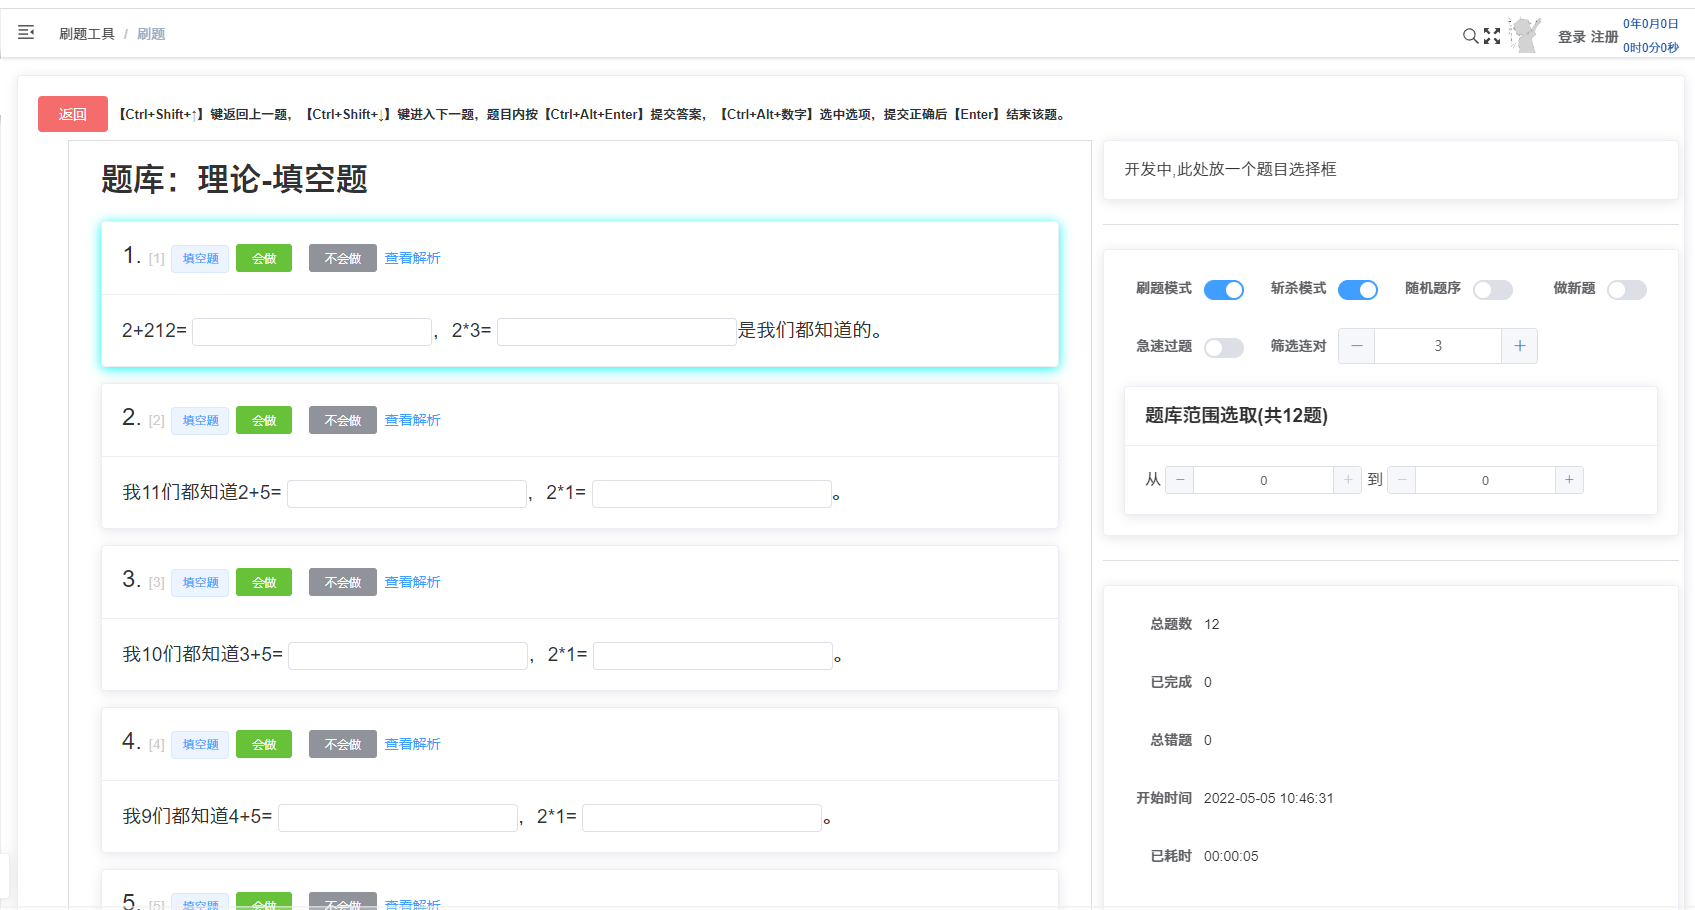 刷题工具 / 刷题
登录 注册
0年0月0日
0时0分0秒
返回 【Ctrl+Shift+↑】键返回上一题，【Ctrl+Shift+↓】键进入下一题，题目内按【Ctrl+Alt+Enter】提交答案，【Ctrl+Alt+数字】选中选项，提交正确后【Enter】结束该题。
题库：理论-填空题
1. [1] 填空题 会做 不会做 查看解析
2+212= ，2*3= 是我们都知道的。
2. [2] 填空题 会做 不会做 查看解析
我11们都知道2+5= ，2*1= 。
3. [3] 填空题 会做 不会做 查看解析
我10们都知道3+5= ，2*1= 。
4. [4] 填空题 会做 不会做 查看解析
我9们都知道4+5= ，2*1= 。
5. [5] 填空题 会做 不会做 查看解析
开发中,此处放一个题目选择框
刷题模式 斩杀模式 随机题序 做新题
急速过题 筛选连对 − 3 +
题库范围选取(共12题)
从 − 0 + 到 − 0 +
总题数 12
已完成 0
总错题 0
开始时间 2022-05-05 10:46:31
已耗时 00:00:05